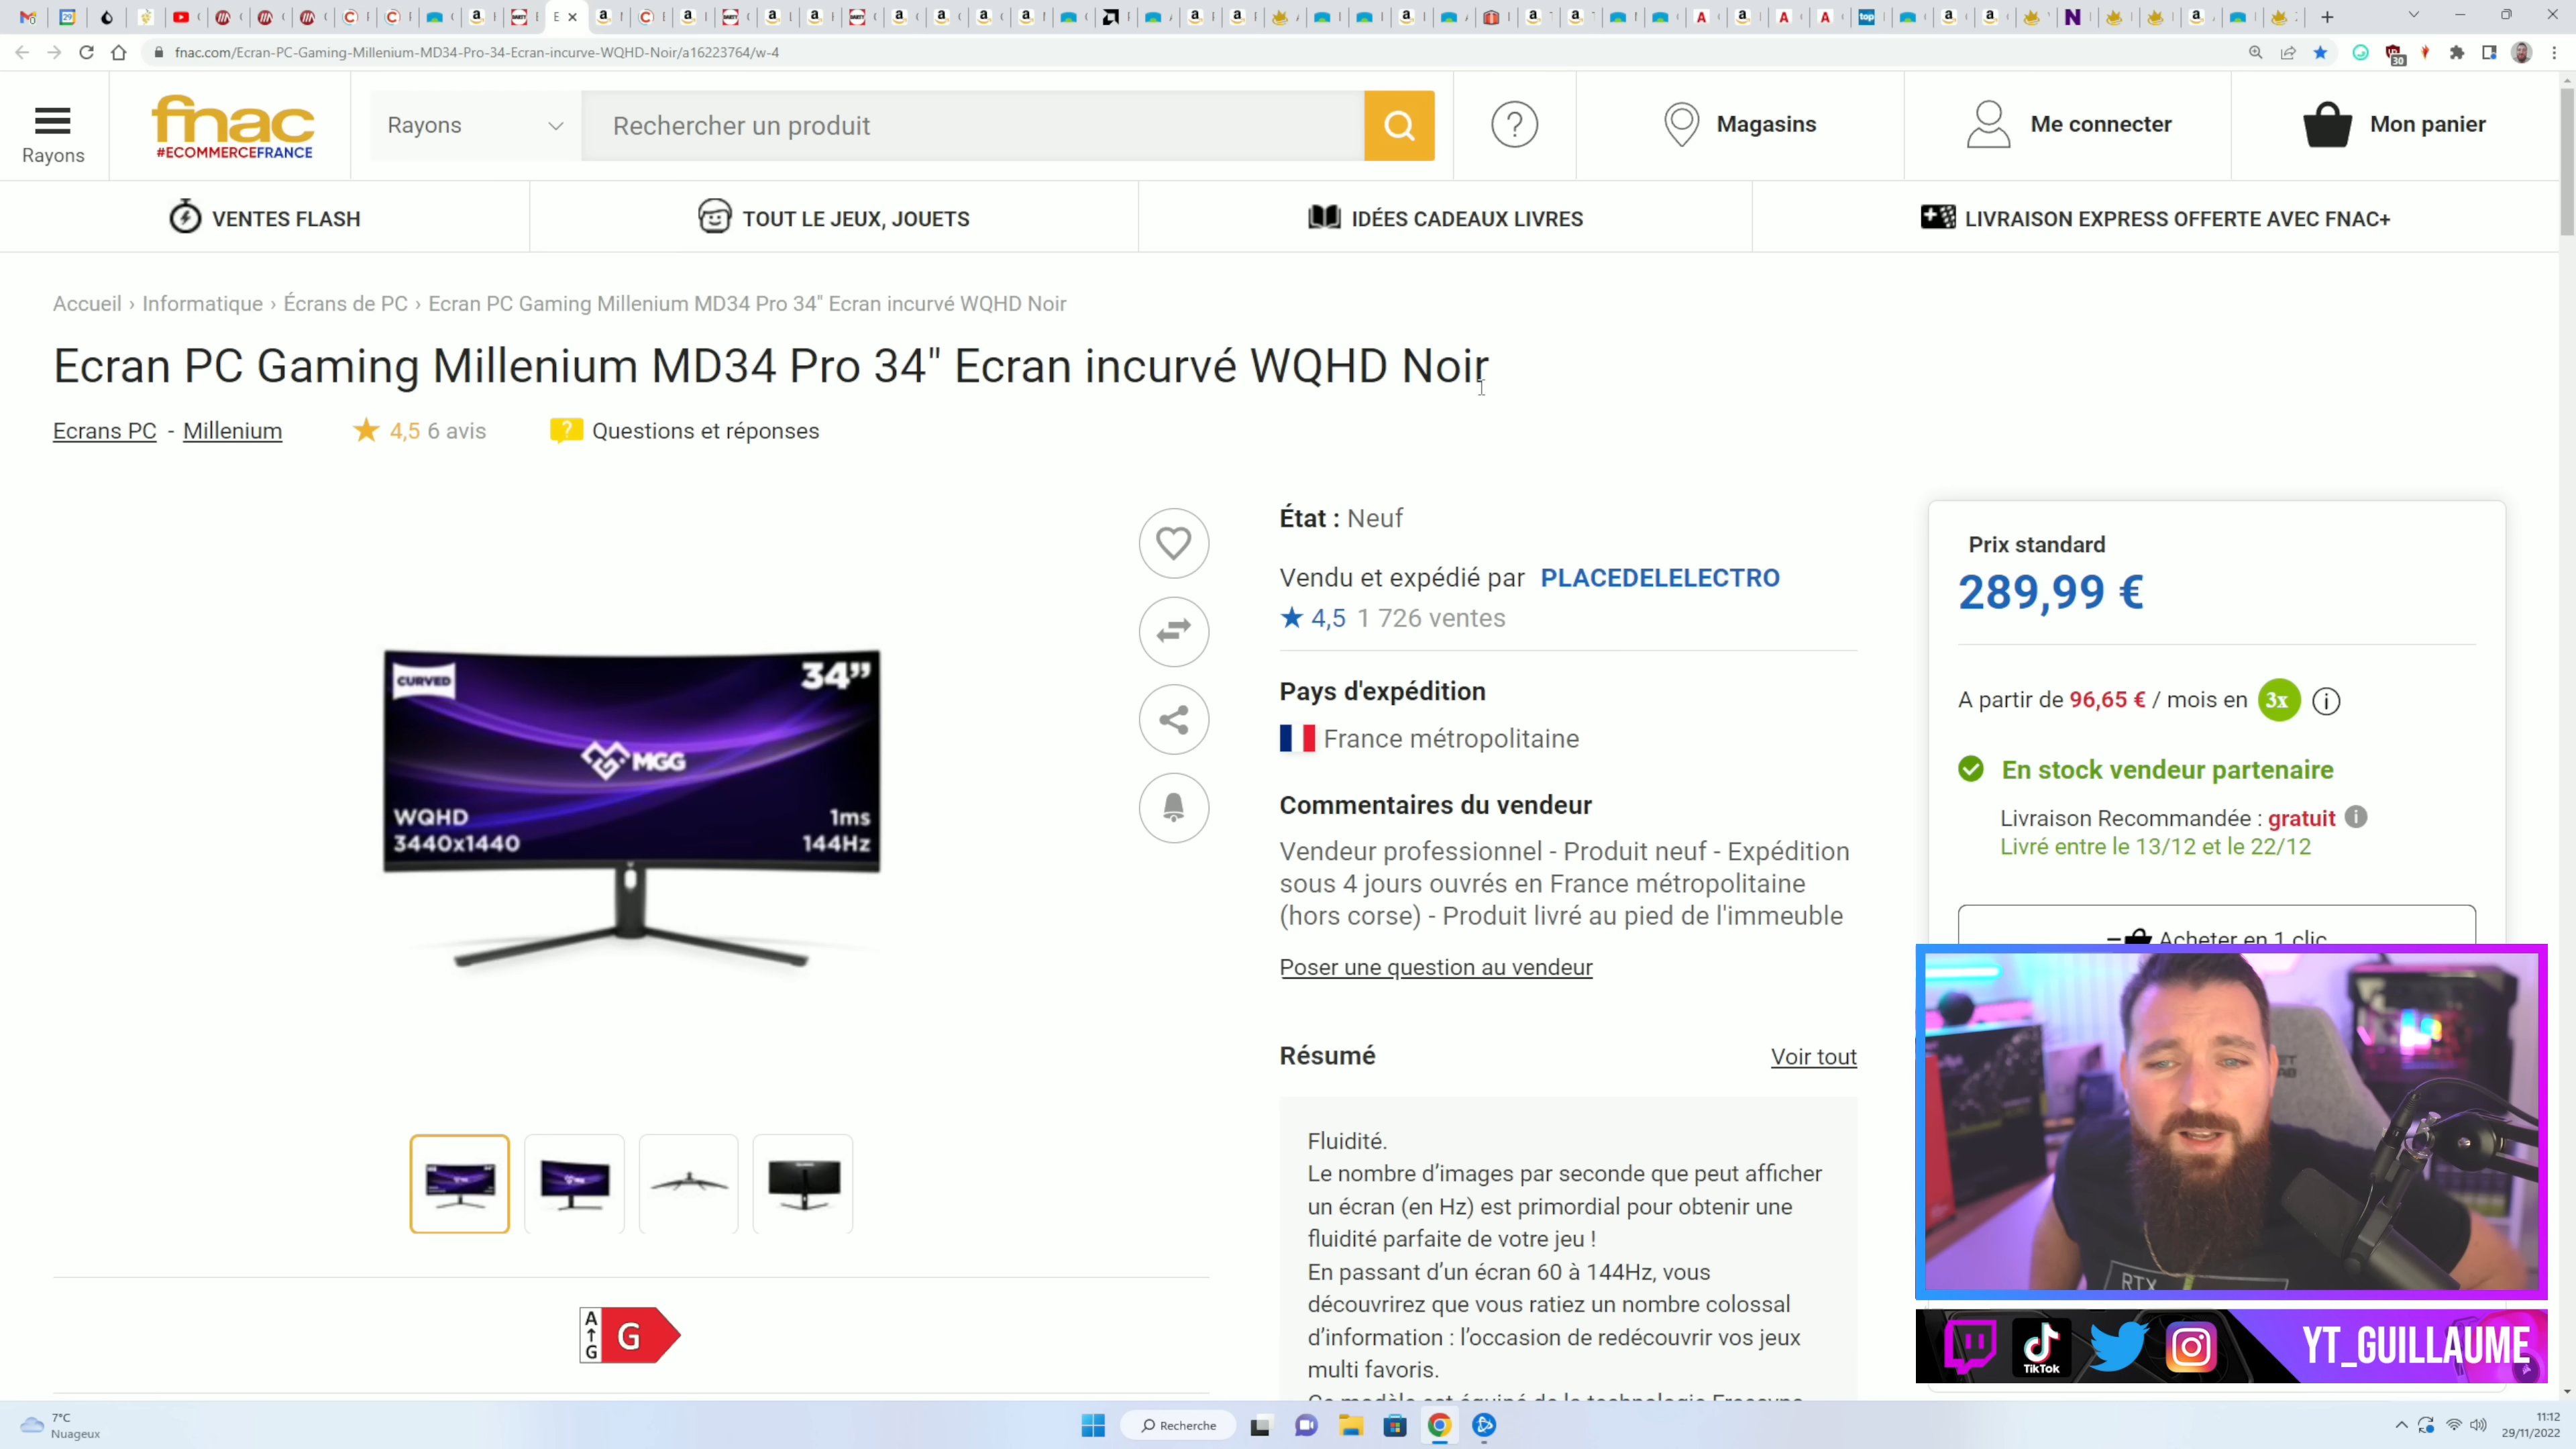 fnac.com/Ecran-PC-Gaming-Millenium-MD34-Pro-34-Ecran-incurve-WQHD-Noir/a16223764/w-4
30
Rayons
fnac
#ECOMMERCEFRANCE
Rayons
Rechercher un produit
Magasins
Me connecter
Mon panier
VENTES FLASH
TOUT LE JEUX, JOUETS
IDÉES CADEAUX LIVRES
LIVRAISON EXPRESS OFFERTE AVEC FNAC+
Accueil › Informatique › Écrans de PC › Ecran PC Gaming Millenium MD34 Pro 34" Ecran incurvé WQHD Noir
Ecran PC Gaming Millenium MD34 Pro 34" Ecran incurvé WQHD Noir
Ecrans PC - Millenium
4,5 6 avis
Questions et réponses
CURVED
34”
MGG
WQHD
3440x1440
1ms
144Hz
A
G
G
État : Neuf
Vendu et expédié par PLACEDELELECTRO
4,5 1 726 ventes
Pays d'expédition
France métropolitaine
Commentaires du vendeur
Vendeur professionnel - Produit neuf - Expédition
sous 4 jours ouvrés en France métropolitaine
(hors corse) - Produit livré au pied de l'immeuble
Poser une question au vendeur
Résumé
Voir tout
Fluidité.
Le nombre d’images par seconde que peut afficher
un écran (en Hz) est primordial pour obtenir une
fluidité parfaite de votre jeu !
En passant d’un écran 60 à 144Hz, vous
découvrirez que vous ratiez un nombre colossal
d’information : l’occasion de redécouvrir vos jeux
multi favoris.
Prix standard
289,99 €
A partir de 96,65 € / mois en 3x
En stock vendeur partenaire
Livraison Recommandée : gratuit
Livré entre le 13/12 et le 22/12
Acheter en 1 clic
RTX
TikTok
YT_GUILLAUME
7°C
Nuageux
Recherche
11:12
29/11/2022